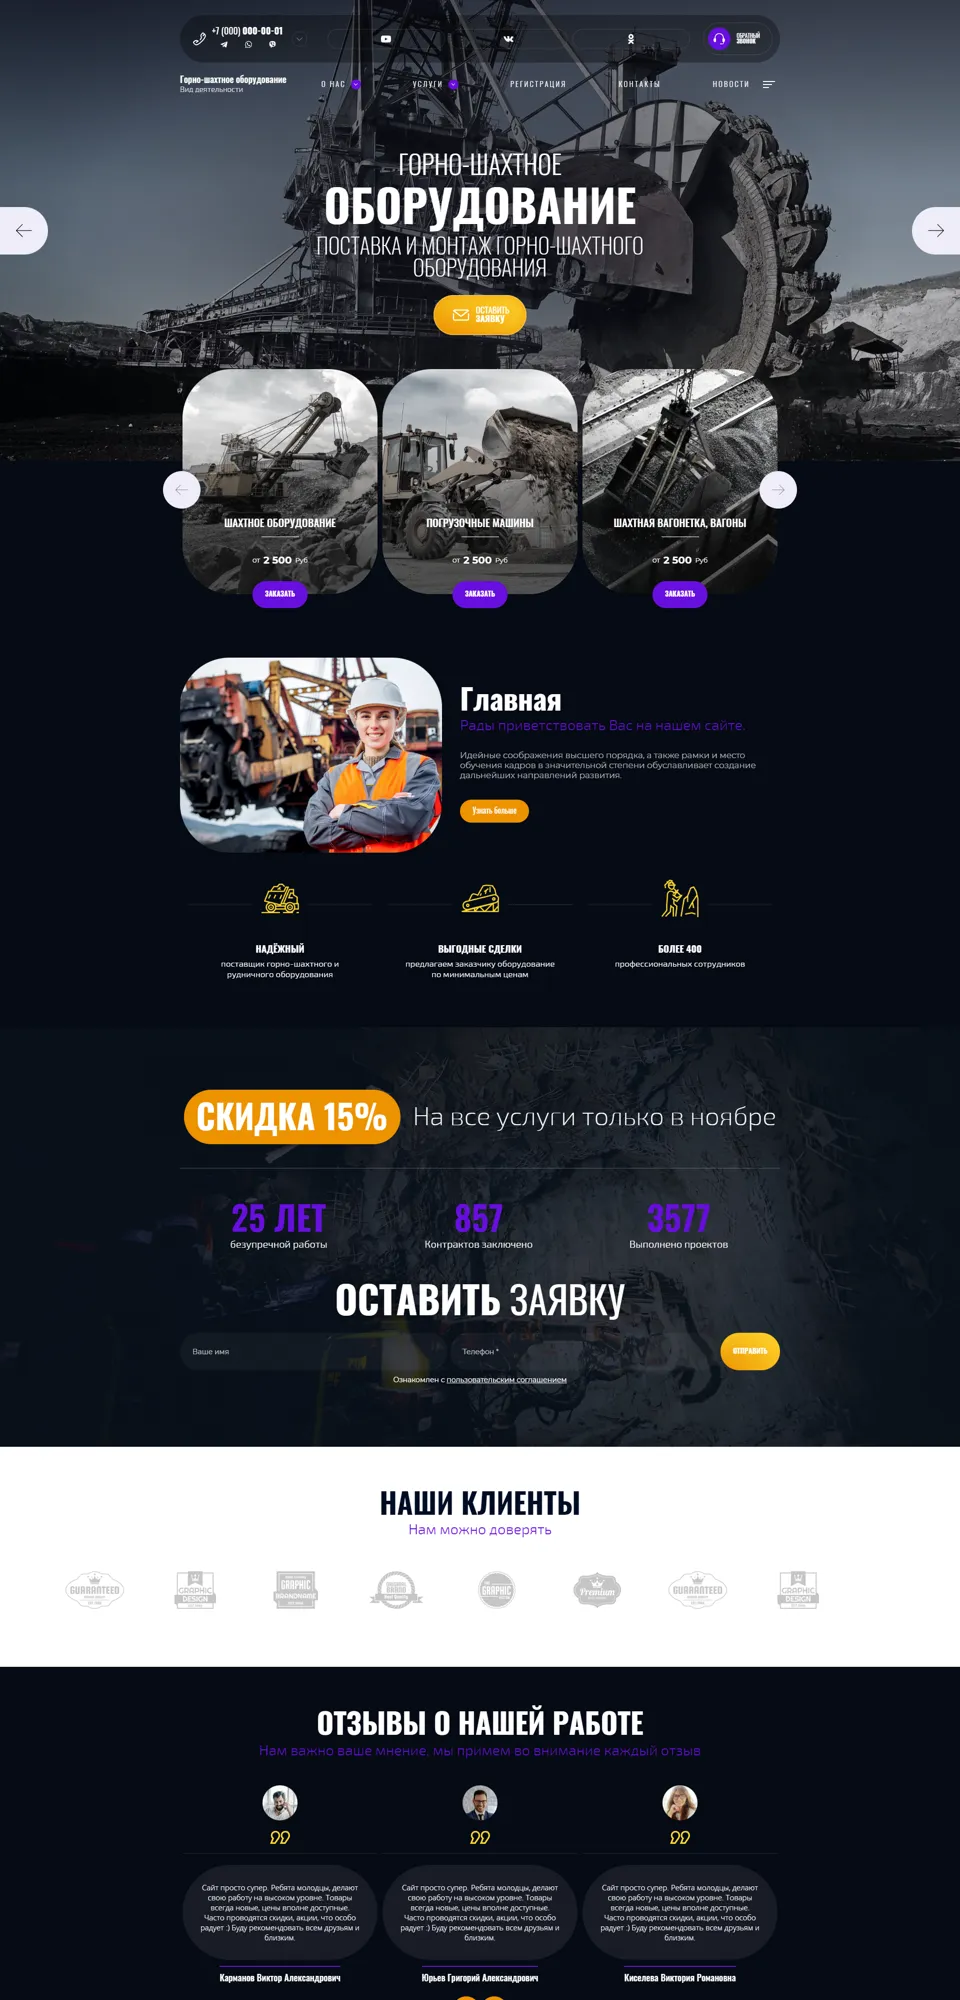 +7 (000) 000-00-01
ОБРАТНЫЙ
ЗВОНОК
Горно-шахтное оборудование
Вид деятельности
О НАС
УСЛУГИ
РЕГИСТРАЦИЯ
КОНТАКТЫ
НОВОСТИ
ГОРНО-ШАХТНОЕ
ОБОРУДОВАНИЕ
ПОСТАВКА И МОНТАЖ ГОРНО-ШАХТНОГО
ОБОРУДОВАНИЯ
ОСТАВИТЬ
ЗАЯВКУ
ШАХТНОЕ ОБОРУДОВАНИЕ
ПОГРУЗОЧНЫЕ МАШИНЫ
ШАХТНАЯ ВАГОНЕТКА, ВАГОНЫ
от 2 500 Руб
от 2 500 Руб
от 2 500 Руб
ЗАКАЗАТЬ
ЗАКАЗАТЬ
ЗАКАЗАТЬ
Главная
Рады приветствовать Вас на нашем сайте.
Идейные соображения высшего порядка, а также рамки и место
обучения кадров в значительной степени обуславливает создание
дальнейших направлений развития.
Узнать больше
НАДЁЖНЫЙ
поставщик горно-шахтного и
рудничного оборудования
ВЫГОДНЫЕ СДЕЛКИ
предлагаем заказчику оборудование
по минимальным ценам
БОЛЕЕ 400
профессиональных сотрудников
СКИДКА 15%
На все услуги только в ноябре
25 ЛЕТ
безупречной работы
857
Контрактов заключено
3577
Выполнено проектов
ОСТАВИТЬ ЗАЯВКУ
Ваше имя
Телефон *
ОТПРАВИТЬ
Ознакомлен с пользовательским соглашением
НАШИ КЛИЕНТЫ
Нам можно доверять
GUARANTEED
GRAPHIC
DESIGN
GRAPHIC
BRANDNAME
GRAPHIC
Premium
GUARANTEED
GRAPHIC
DESIGN
ОТЗЫВЫ О НАШЕЙ РАБОТЕ
Нам важно ваше мнение, мы примем во внимание каждый отзыв
Сайт просто супер. Ребята молодцы, делают
свою работу на высоком уровне. Товары
всегда новые, цены вполне доступные.
Часто проводятся скидки, акции, что особо
радует :) Буду рекомендовать всем друзьям и
близким.
Карманов Виктор Александрович
Сайт просто супер. Ребята молодцы, делают
свою работу на высоком уровне. Товары
всегда новые, цены вполне доступные.
Часто проводятся скидки, акции, что особо
радует :) Буду рекомендовать всем друзьям и
близким.
Юрьев Григорий Александрович
Сайт просто супер. Ребята молодцы, делают
свою работу на высоком уровне. Товары
всегда новые, цены вполне доступные.
Часто проводятся скидки, акции, что особо
радует :) Буду рекомендовать всем друзьям и
близким.
Киселева Виктория Романовна